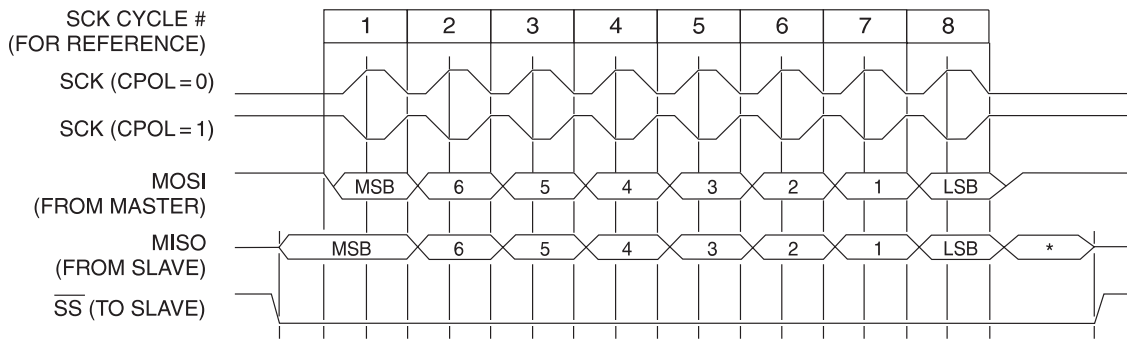 SCK CYCLE #
(FOR REFERENCE)
1 2 3 4 5 6 7 8
SCK (CPOL = 0)
SCK (CPOL = 1)
MOSI
(FROM MASTER)
MSB 6 5 4 3 2 1 LSB
MISO
(FROM SLAVE)
MSB 6 5 4 3 2 1 LSB *
SS (TO SLAVE)